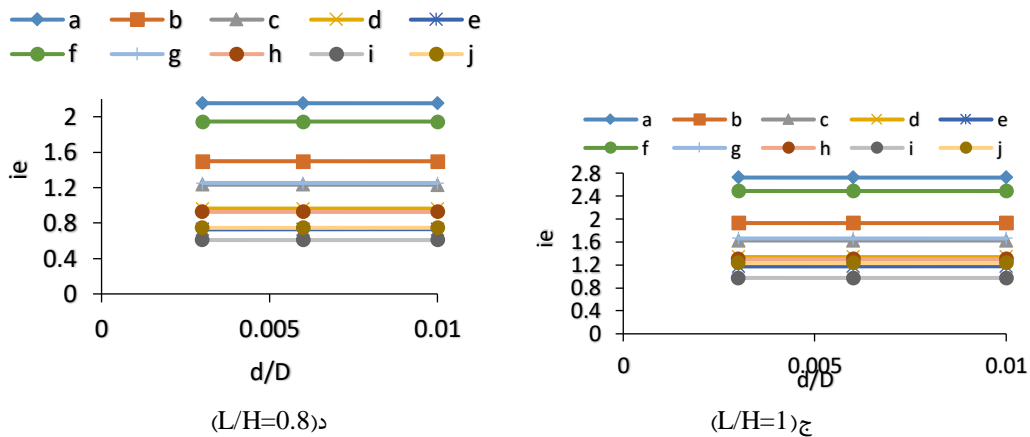 a b c d e
f g h i j
2
1.6
1.2
0.8
0.4
0
ie
0 0.005 0.01
d/D
د(L/H=0.8)
a b c d e
f g h i j
2.8
2.4
2
1.6
1.2
0.8
0.4
0
ie
0 0.005 0.01
d/D
ج(L/H=1)